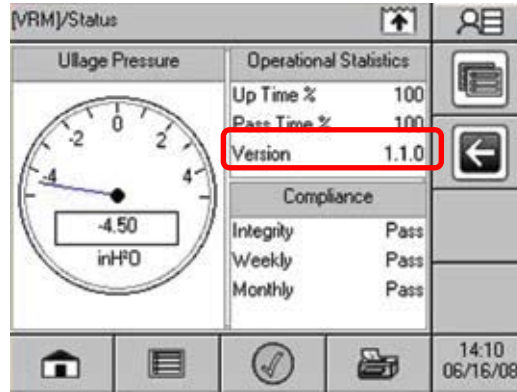 [VRM]/Status
Ullage Pressure
-4
-2
0
2
4
-4.50
inH²O
Operational Statistics
Up Time % 100
Pass Time % 100
Version 1.1.0
Compliance
Integrity Pass
Weekly Pass
Monthly Pass
14:10
06/16/08